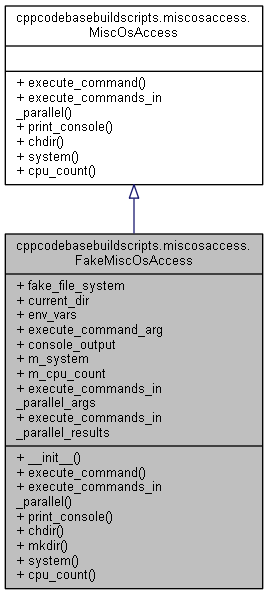 cppcodebasebuildscripts.miscosaccess.
MiscOsAccess
+ execute_command()
+ execute_commands_in
_parallel()
+ print_console()
+ chdir()
+ system()
+ cpu_count()
cppcodebasebuildscripts.miscosaccess.
FakeMiscOsAccess
+ fake_file_system
+ current_dir
+ env_vars
+ execute_command_arg
+ console_output
+ m_system
+ m_cpu_count
+ execute_commands_in
_parallel_args
+ execute_commands_in
_parallel_results
+ __init__()
+ execute_command()
+ execute_commands_in
_parallel()
+ print_console()
+ chdir()
+ mkdir()
+ system()
+ cpu_count()